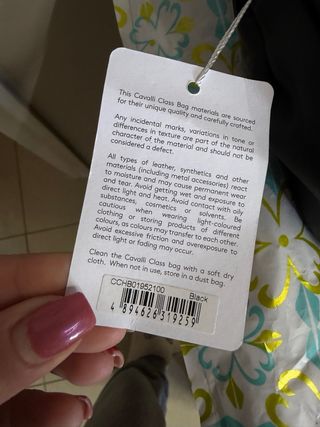 This Cavalli Class Bag materials are sourced
for their unique quality and carefully crafted.
Any incidental marks, variations in tone or
differences in texture are part of the natural
character of the material and should not be
considered a defect.
All types of leather, synthetics and other
materials (including metal accessories) react
to moisture and may cause permanent wear
and tear. Avoid getting wet and exposure to
direct light and heat. Avoid contact with oily
substances, cosmetics or solvents. Be
cautious when wearing light-coloured
clothing or storing products of different
colours, as colours may transfer to each other.
Avoid excessive friction and overexposure to
direct light or fading may occur.
Clean the Cavalli Class bag with a soft dry
cloth. When not in use, store in a dust bag.
CCHB01952100 Black
4 894626 319259